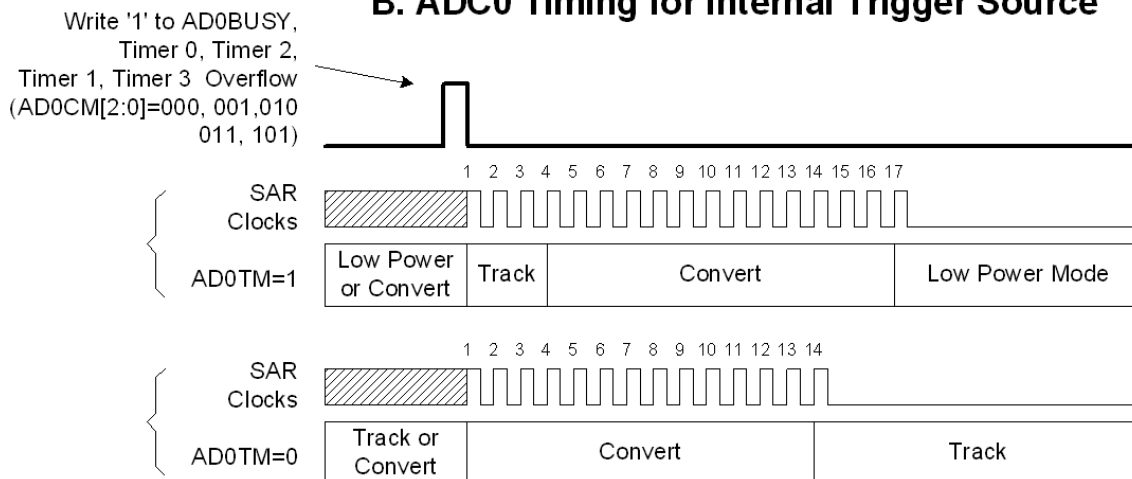 B. ADC0 Timing for Internal Trigger Source
Write '1' to AD0BUSY,
Timer 0, Timer 2,
Timer 1, Timer 3 Overflow
(AD0CM[2:0]=000, 001,010
011, 101)
1 2 3 4 5 6 7 8 9 10 11 12 13 14 15 16 17
SAR
Clocks
AD0TM=1
Low Power
or Convert
Track
Convert
Low Power Mode
1 2 3 4 5 6 7 8 9 10 11 12 13 14
SAR
Clocks
AD0TM=0
Track or
Convert
Convert
Track